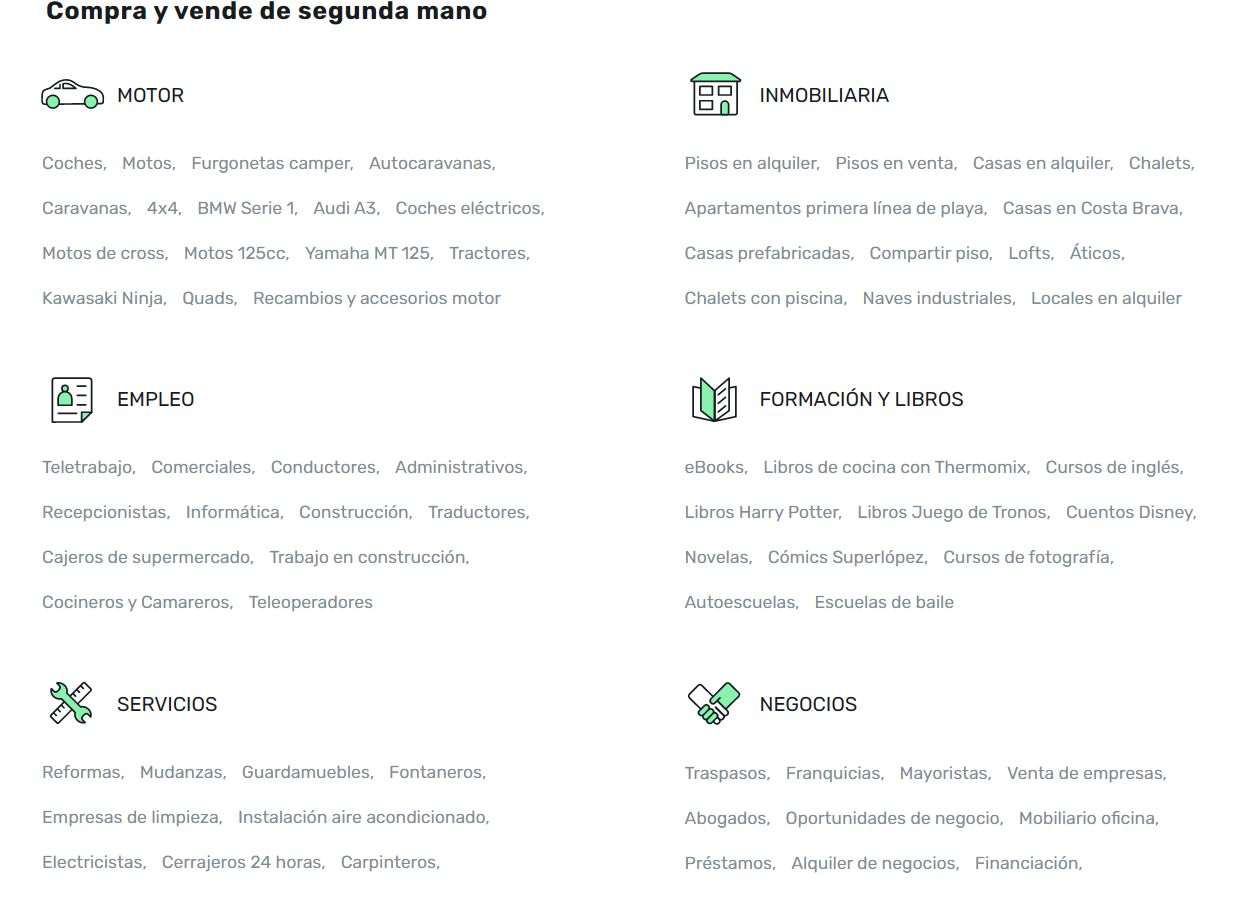 Compra y vende de segunda mano
MOTOR
Coches, Motos, Furgonetas camper, Autocaravanas,
Caravanas, 4x4, BMW Serie 1, Audi A3, Coches eléctricos,
Motos de cross, Motos 125cc, Yamaha MT 125, Tractores,
Kawasaki Ninja, Quads, Recambios y accesorios motor
INMOBILIARIA
Pisos en alquiler, Pisos en venta, Casas en alquiler, Chalets,
Apartamentos primera línea de playa, Casas en Costa Brava,
Casas prefabricadas, Compartir piso, Lofts, Áticos,
Chalets con piscina, Naves industriales, Locales en alquiler
EMPLEO
Teletrabajo, Comerciales, Conductores, Administrativos,
Recepcionistas, Informática, Construcción, Traductores,
Cajeros de supermercado, Trabajo en construcción,
Cocineros y Camareros, Teleoperadores
FORMACIÓN Y LIBROS
eBooks, Libros de cocina con Thermomix, Cursos de inglés,
Libros Harry Potter, Libros Juego de Tronos, Cuentos Disney,
Novelas, Cómics Superlópez, Cursos de fotografía,
Autoescuelas, Escuelas de baile
SERVICIOS
Reformas, Mudanzas, Guardamuebles, Fontaneros,
Empresas de limpieza, Instalación aire acondicionado,
Electricistas, Cerrajeros 24 horas, Carpinteros,
NEGOCIOS
Traspasos, Franquicias, Mayoristas, Venta de empresas,
Abogados, Oportunidades de negocio, Mobiliario oficina,
Préstamos, Alquiler de negocios, Financiación,